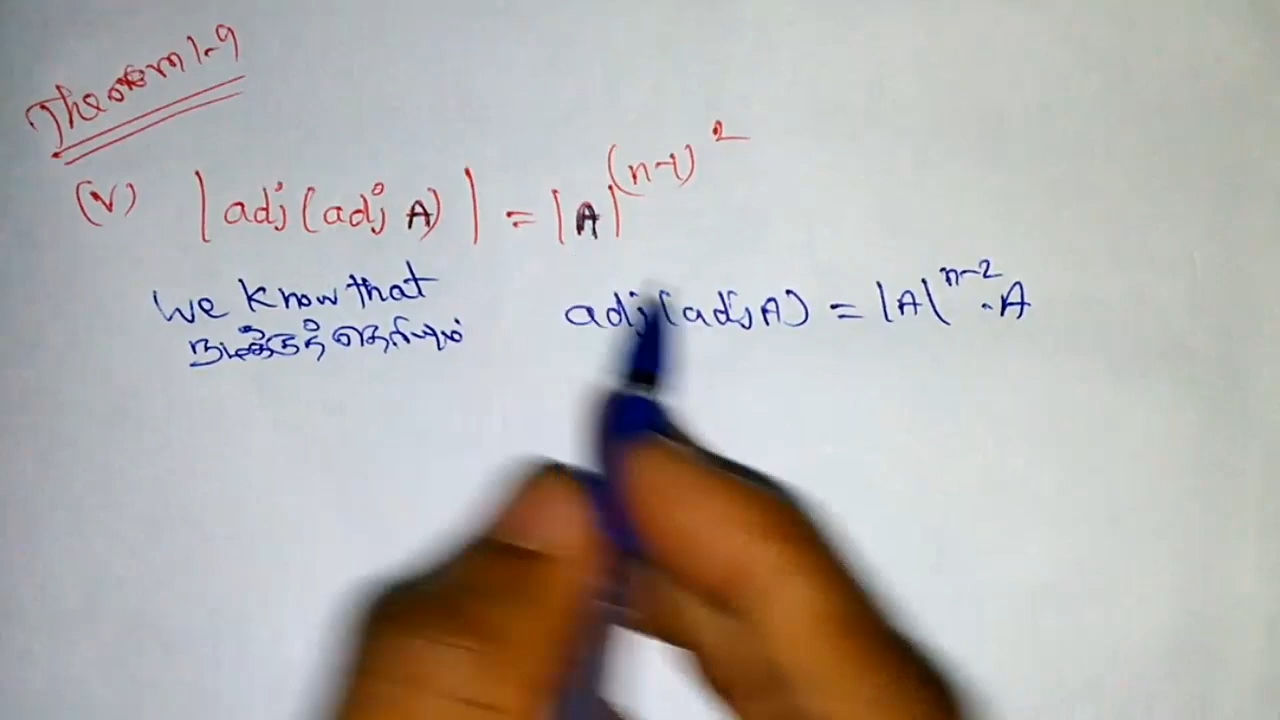 Theorem 1-9
(v) |adj(adj A)| = |A|^(n-1)^2
We know that adj(adj A) = |A|^n-2 . A
நமக்குத் தெரியும்